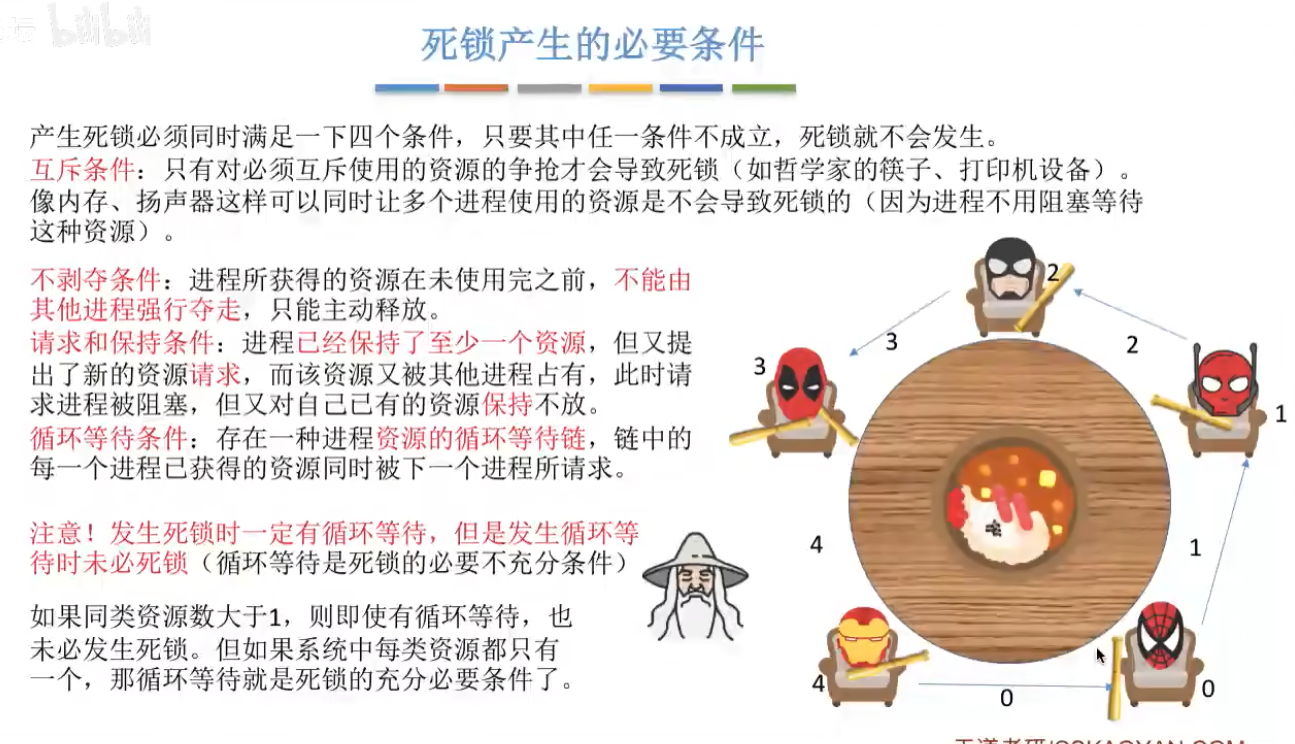 bilibili
死锁产生的必要条件
产生死锁必须同时满足一下四个条件，只要其中任一条件不成立，死锁就不会发生。
互斥条件：只有对必须互斥使用的资源的争抢才会导致死锁（如哲学家的筷子、打印机设备）。
像内存、扬声器这样可以同时让多个进程使用的资源是不会导致死锁的（因为进程不用阻塞等待
这种资源）。
不剥夺条件：进程所获得的资源在未使用完之前，不能由
其他进程强行夺走，只能主动释放。
请求和保持条件：进程已经保持了至少一个资源，但又提
出了新的资源请求，而该资源又被其他进程占有，此时请
求进程被阻塞，但又对自己已有的资源保持不放。
循环等待条件：存在一种进程资源的循环等待链，链中的
每一个进程已获得的资源同时被下一个进程所请求。
注意！发生死锁时一定有循环等待，但是发生循环等
待时未必死锁（循环等待是死锁的必要不充分条件）
如果同类资源数大于1，则即使有循环等待，也
未必发生死锁。但如果系统中每类资源都只有
一个，那循环等待就是死锁的充分必要条件了。
2
3
2
3
1
4
1
4
0
0